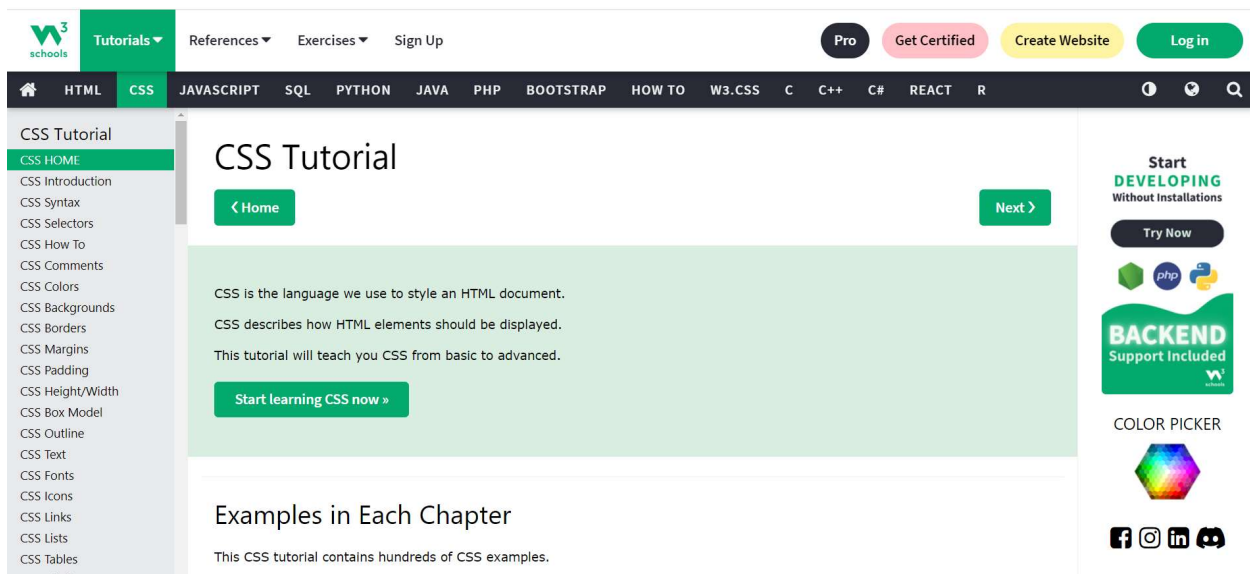 W3 schools
Tutorials References Exercises Sign Up Pro Get Certified Create Website Log in
HTML CSS JAVASCRIPT SQL PYTHON JAVA PHP BOOTSTRAP HOW TO W3.CSS C C++ C# REACT R
CSS Tutorial
CSS HOME
CSS Introduction
CSS Syntax
CSS Selectors
CSS How To
CSS Comments
CSS Colors
CSS Backgrounds
CSS Borders
CSS Margins
CSS Padding
CSS Height/Width
CSS Box Model
CSS Outline
CSS Text
CSS Fonts
CSS Icons
CSS Links
CSS Lists
CSS Tables
CSS Tutorial
❮ Home Next ❯
CSS is the language we use to style an HTML document.
CSS describes how HTML elements should be displayed.
This tutorial will teach you CSS from basic to advanced.
Start learning CSS now »
Examples in Each Chapter
This CSS tutorial contains hundreds of CSS examples.
Start
DEVELOPING
Without Installations
Try Now
php
BACKEND
Support Included
W3 schools
COLOR PICKER